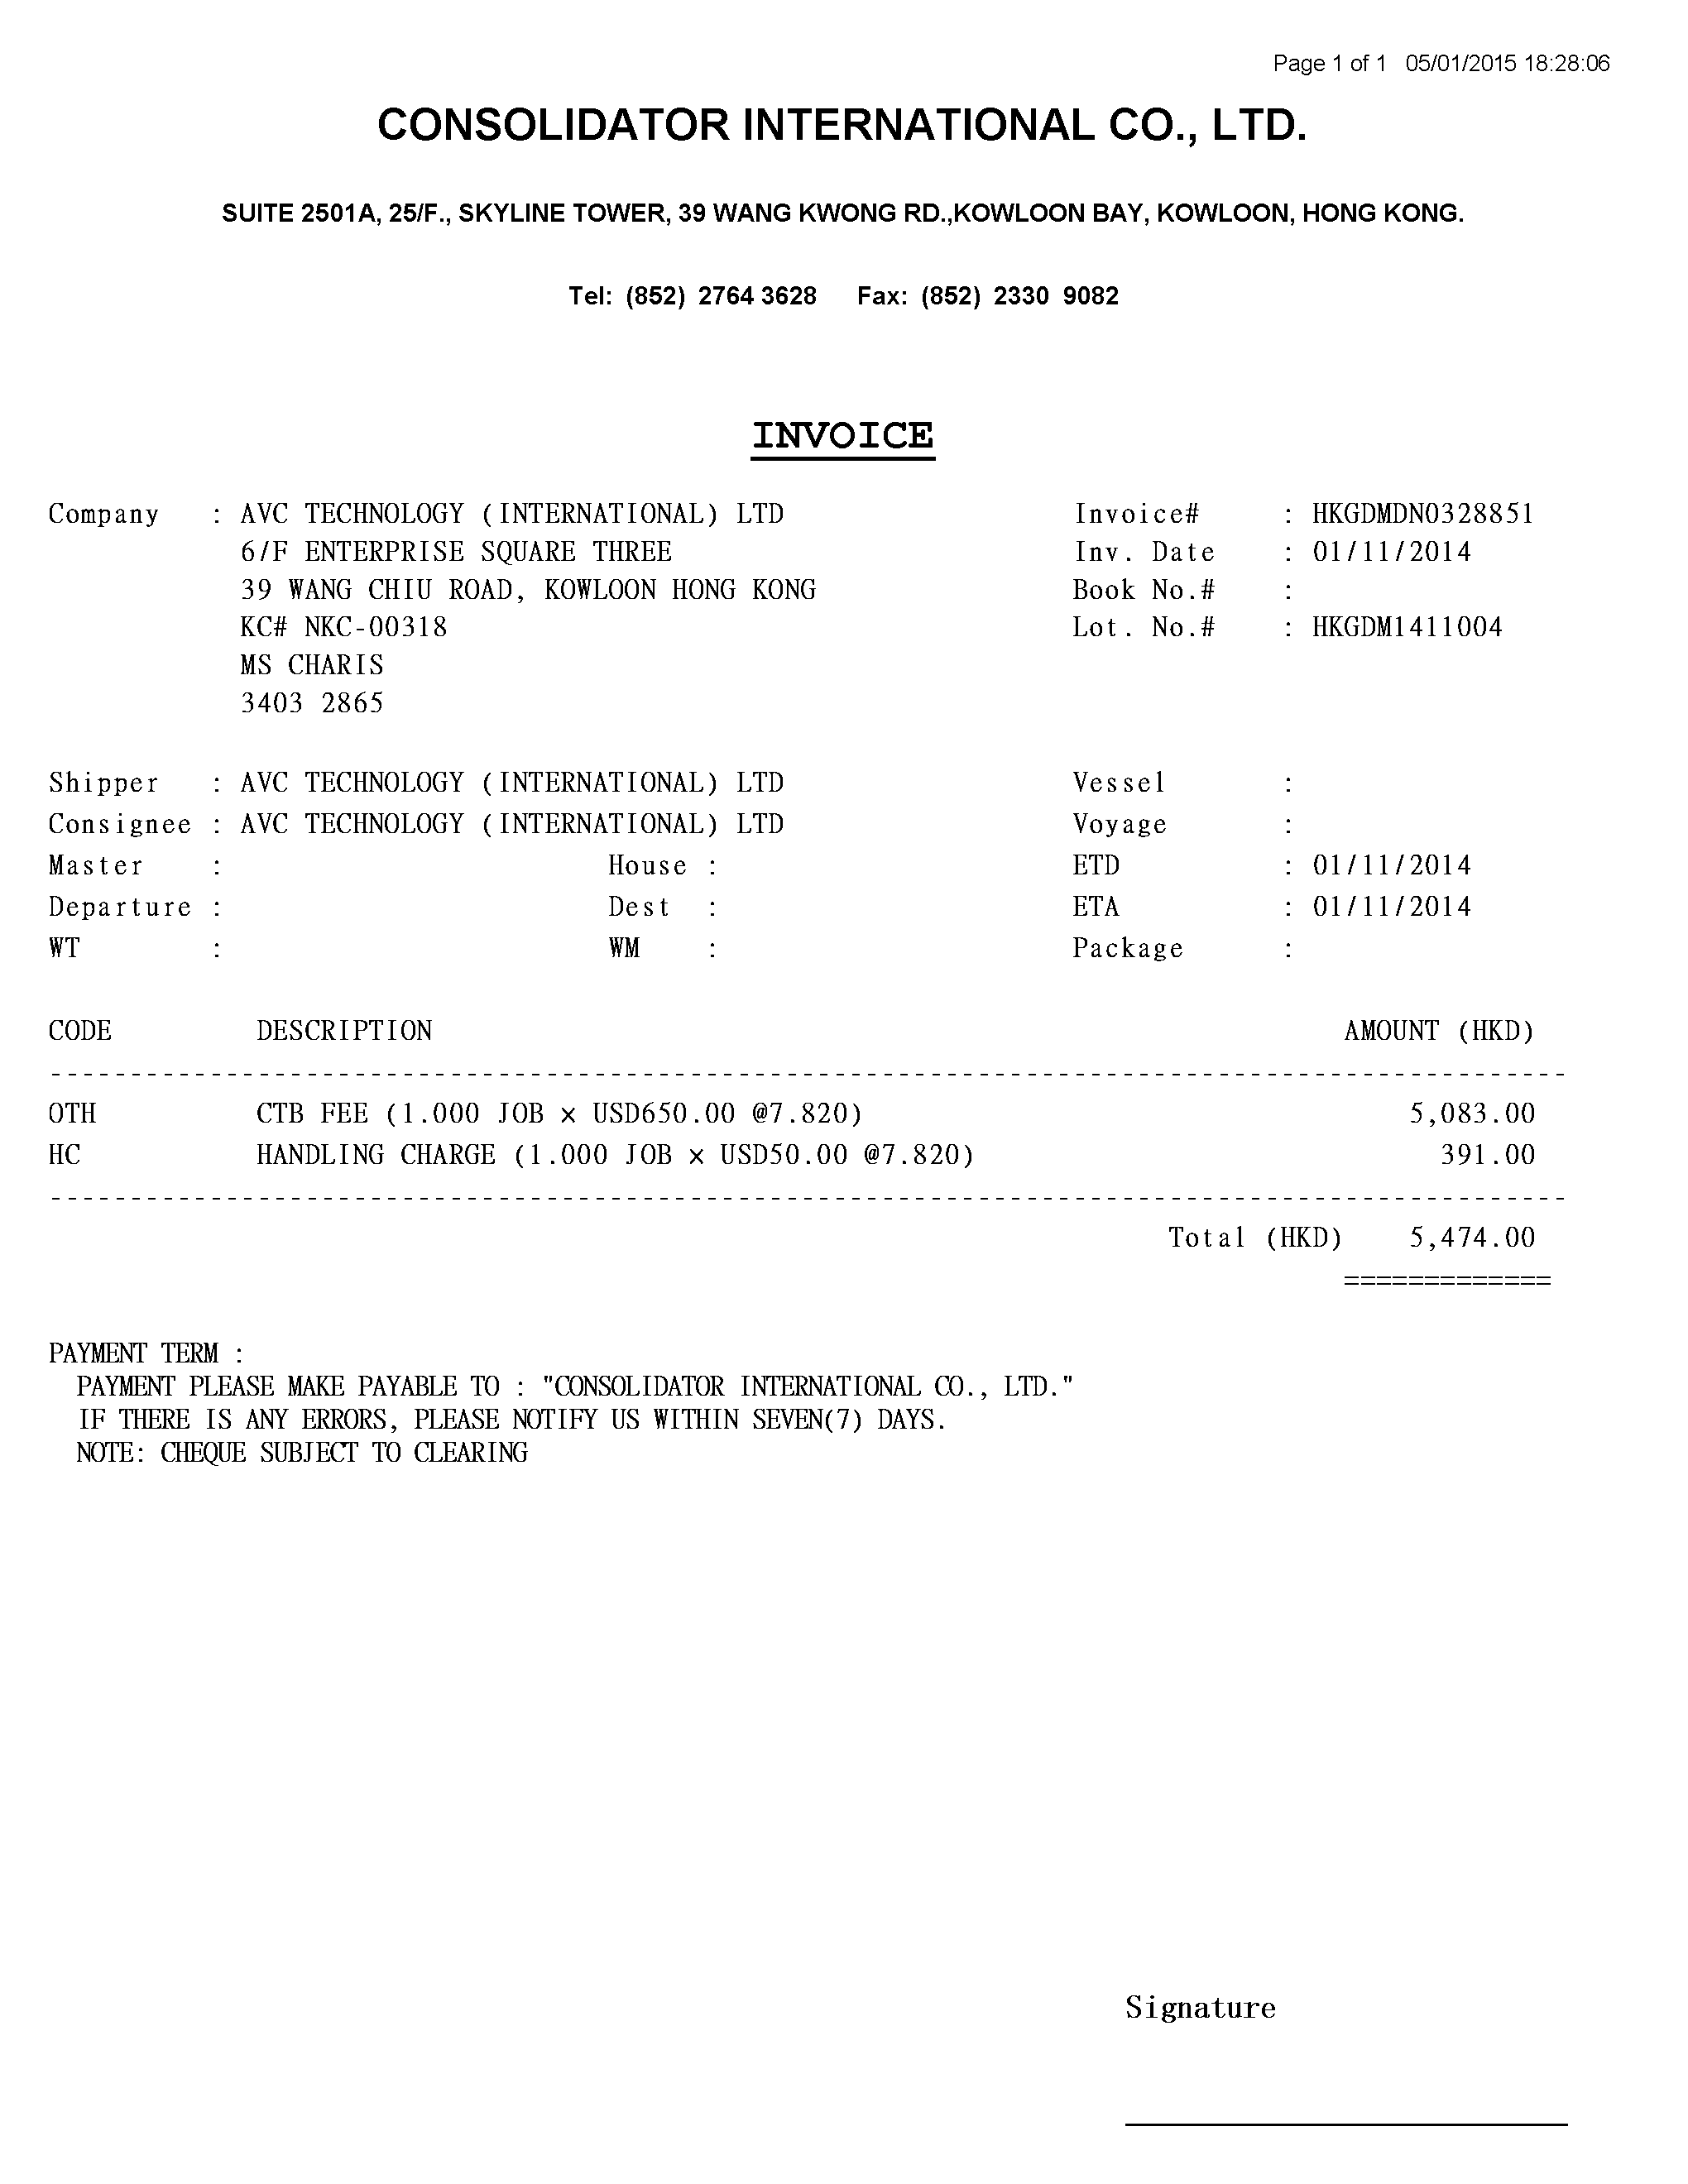 Page 1 of 1 05/01/2015 18:28:06
CONSOLIDATOR INTERNATIONAL CO., LTD.
SUITE 2501A, 25/F., SKYLINE TOWER, 39 WANG KWONG RD.,KOWLOON BAY, KOWLOON, HONG KONG.
Tel: (852) 2764 3628 Fax: (852) 2330 9082
INVOICE
Company : AVC TECHNOLOGY (INTERNATIONAL) LTD Invoice# : HKGDMDN0328851
6/F ENTERPRISE SQUARE THREE Inv. Date : 01/11/2014
39 WANG CHIU ROAD, KOWLOON HONG KONG Book No.# :
KC# NKC-00318 Lot. No.# : HKGDM1411004
MS CHARIS
3403 2865
Shipper : AVC TECHNOLOGY (INTERNATIONAL) LTD Vessel :
Consignee : AVC TECHNOLOGY (INTERNATIONAL) LTD Voyage :
Master : House : ETD : 01/11/2014
Departure : Dest : ETA : 01/11/2014
WT : WM : Package :
CODE DESCRIPTION AMOUNT (HKD)
OTH CTB FEE (1.000 JOB x USD650.00 @7.820) 5,083.00
HC HANDLING CHARGE (1.000 JOB x USD50.00 @7.820) 391.00
Total (HKD) 5,474.00
=============
PAYMENT TERM :
PAYMENT PLEASE MAKE PAYABLE TO : "CONSOLIDATOR INTERNATIONAL CO., LTD."
IF THERE IS ANY ERRORS, PLEASE NOTIFY US WITHIN SEVEN(7) DAYS.
NOTE: CHEQUE SUBJECT TO CLEARING
Signature